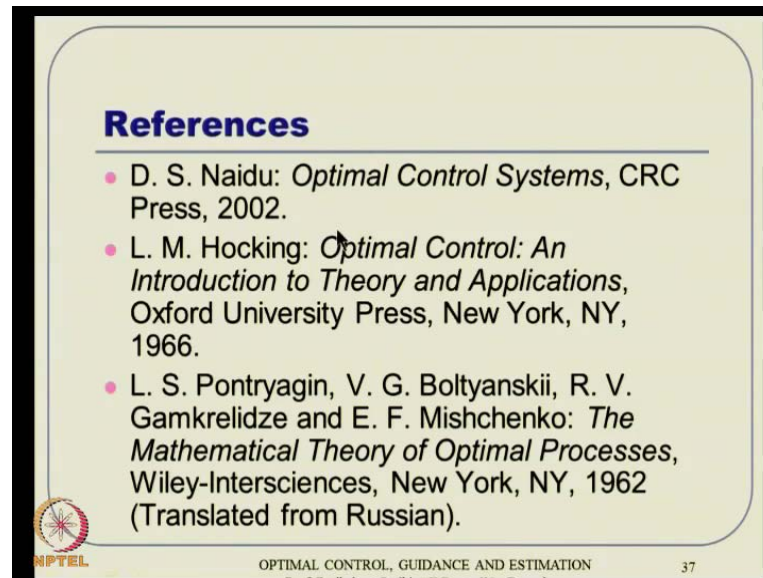 References
D. S. Naidu: Optimal Control Systems, CRC
Press, 2002.
L. M. Hocking: Optimal Control: An
Introduction to Theory and Applications,
Oxford University Press, New York, NY,
1966.
L. S. Pontryagin, V. G. Boltyanskii, R. V.
Gamkrelidze and E. F. Mishchenko: The
Mathematical Theory of Optimal Processes,
Wiley-Intersciences, New York, NY, 1962
(Translated from Russian).
NPTEL
OPTIMAL CONTROL, GUIDANCE AND ESTIMATION
37